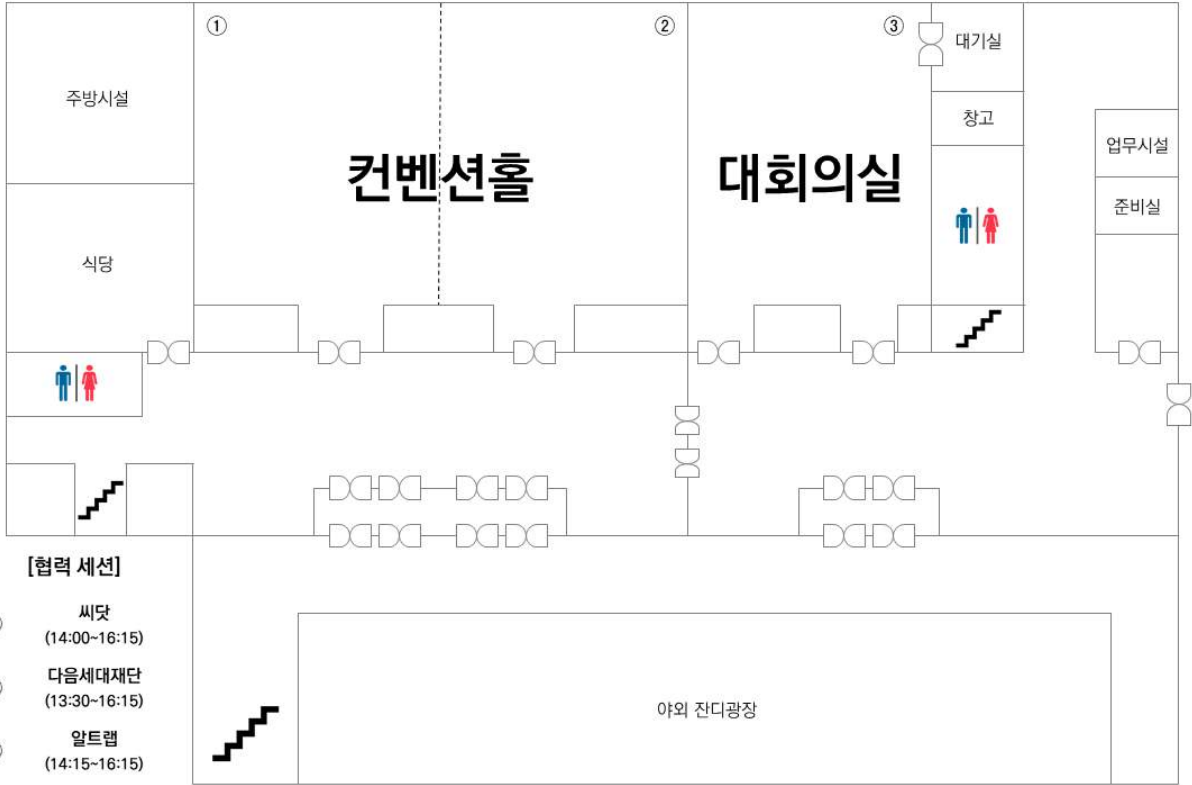 ①
②
③
대기실
주방시설
창고
업무시설
컨벤션홀
대회의실
준비실
식당
[협력 세션]
씨닷
(14:00~16:15)
다음세대재단
(13:30~16:15)
알트랩
(14:15~16:15)
야외 잔디광장